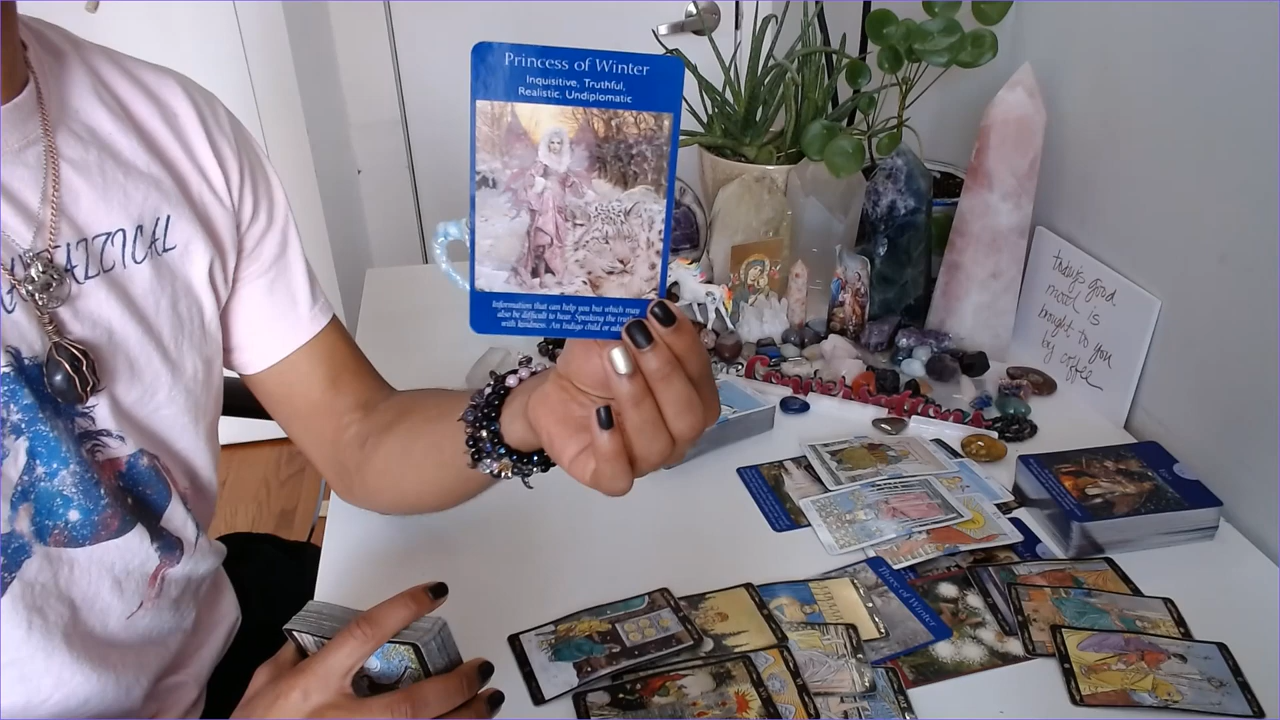 Princess of Winter
Inquisitive, Truthful,
Realistic, Undiplomatic
Information that can help you but which may
also be difficult to hear. Speaking the truth
with kindness. An Indigo child or
today's good
mood is
brought to you
by coffee
Three of Winter